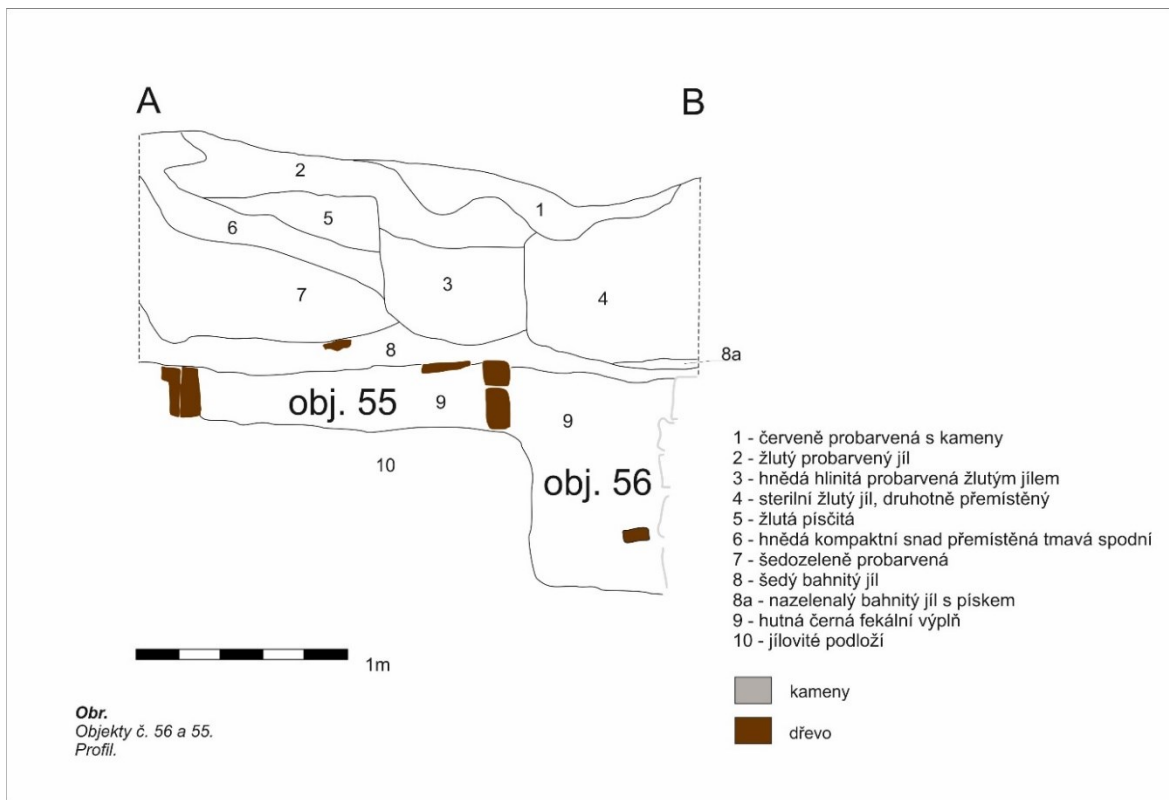 A
B
2
1
5
6
3
7
4
8
8a
obj. 55
9
9
10
obj. 56
1 - červeně probarvená s kameny
2 - žlutý probarvený jíl
3 - hnědá hlinitá probarvená žlutým jílem
4 - sterilní žlutý jíl, druhotně přemístěný
5 - žlutá písčitá
6 - hnědá kompaktní snad přemístěná tmavá spodní
7 - šedozeleně probarvená
8 - šedý bahnitý jíl
8a - nazelenalý bahnitý jíl s pískem
9 - hutná černá fekální výplň
10 - jílovité podloží
1m
kameny
dřevo
Obr.
Objekty č. 56 a 55.
Profil.